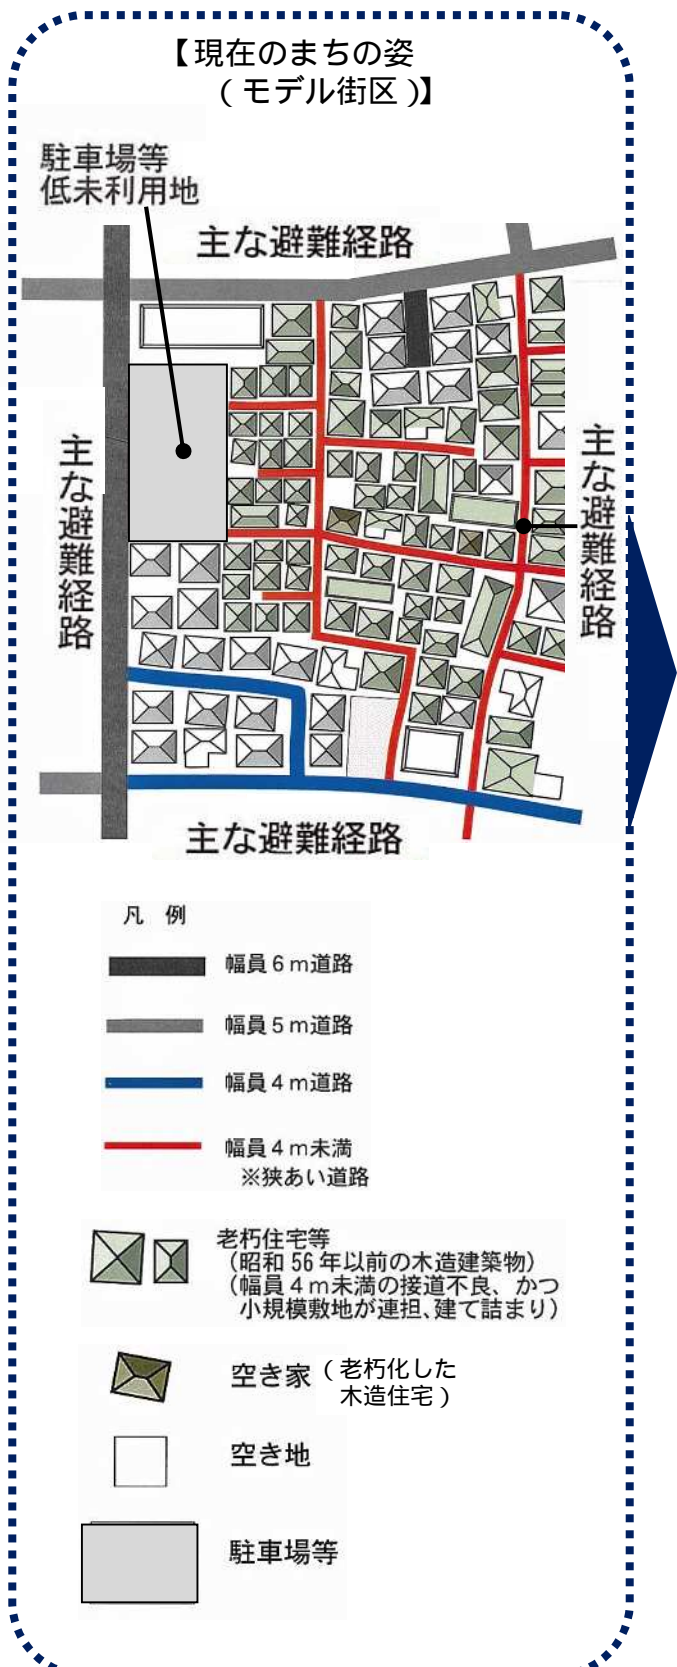 【現在のまちの姿
（モデル街区）】
駐車場等
低未利用地
主な避難経路
主な避難経路
主な避難経路
主な避難経路
凡　例
幅員６ｍ道路
幅員５ｍ道路
幅員４ｍ道路
幅員４ｍ未満
※狭あい道路
老朽住宅等
（昭和 56 年以前の木造建築物）
（幅員４ｍ未満の接道不良、かつ
小規模敷地が連担、建て詰まり）
空き家（老朽化した
木造住宅）
空き地
駐車場等